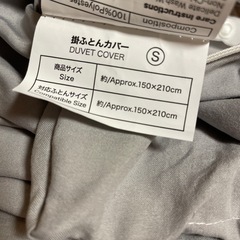 Composition
100%Polyester
Care Instructions
掛ふとんカバー
DUVET COVER
S
商品サイズ
Size
約/Approx.150×210cm
対応ふとんサイズ
Compatible Size
約/Approx.150×210cm